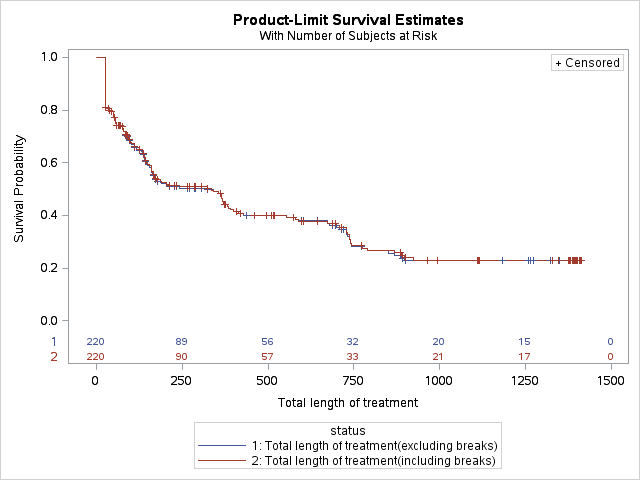 Product-Limit Survival Estimates
With Number of Subjects at Risk
+ Censored
1.0
0.8
0.6
0.4
0.2
0.0
Survival Probability
1 220 89 56 32 20 15 0
2 220 90 57 33 21 17 0
0 250 500 750 1000 1250 1500
Total length of treatment
status
1: Total length of treatment(excluding breaks)
2: Total length of treatment(including breaks)